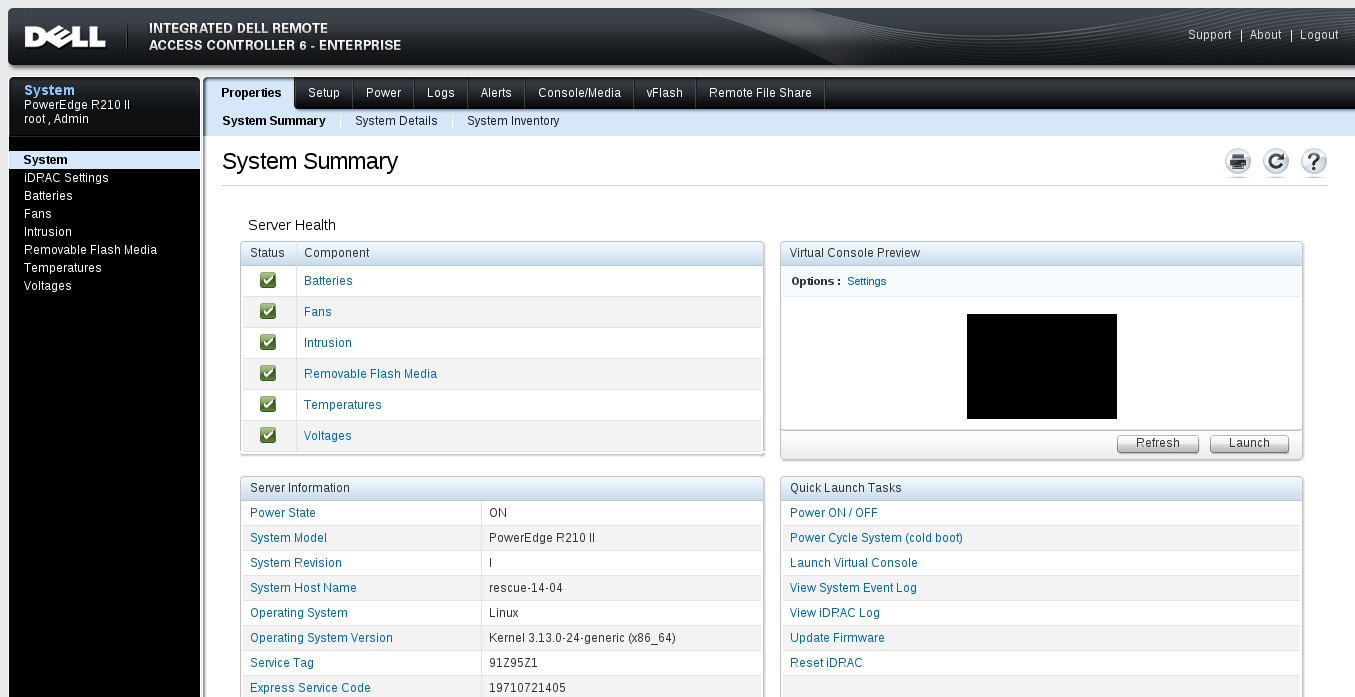 DELL
INTEGRATED DELL REMOTE
ACCESS CONTROLLER 6 - ENTERPRISE
Support | About | Logout
System
PowerEdge R210 II
root , Admin
Properties Setup Power Logs Alerts Console/Media vFlash Remote File Share
System Summary System Details System Inventory
System
iDRAC Settings
Batteries
Fans
Intrusion
Removable Flash Media
Temperatures
Voltages
System Summary
?
Server Health
Status Component
Batteries
Fans
Intrusion
Removable Flash Media
Temperatures
Voltages
Virtual Console Preview
Options : Settings
Refresh Launch
Server Information
Power State ON
System Model PowerEdge R210 II
System Revision I
System Host Name rescue-14-04
Operating System Linux
Operating System Version Kernel 3.13.0-24-generic (x86_64)
Service Tag 91Z95Z1
Express Service Code 19710721405
Quick Launch Tasks
Power ON / OFF
Power Cycle System (cold boot)
Launch Virtual Console
View System Event Log
View iDRAC Log
Update Firmware
Reset iDRAC